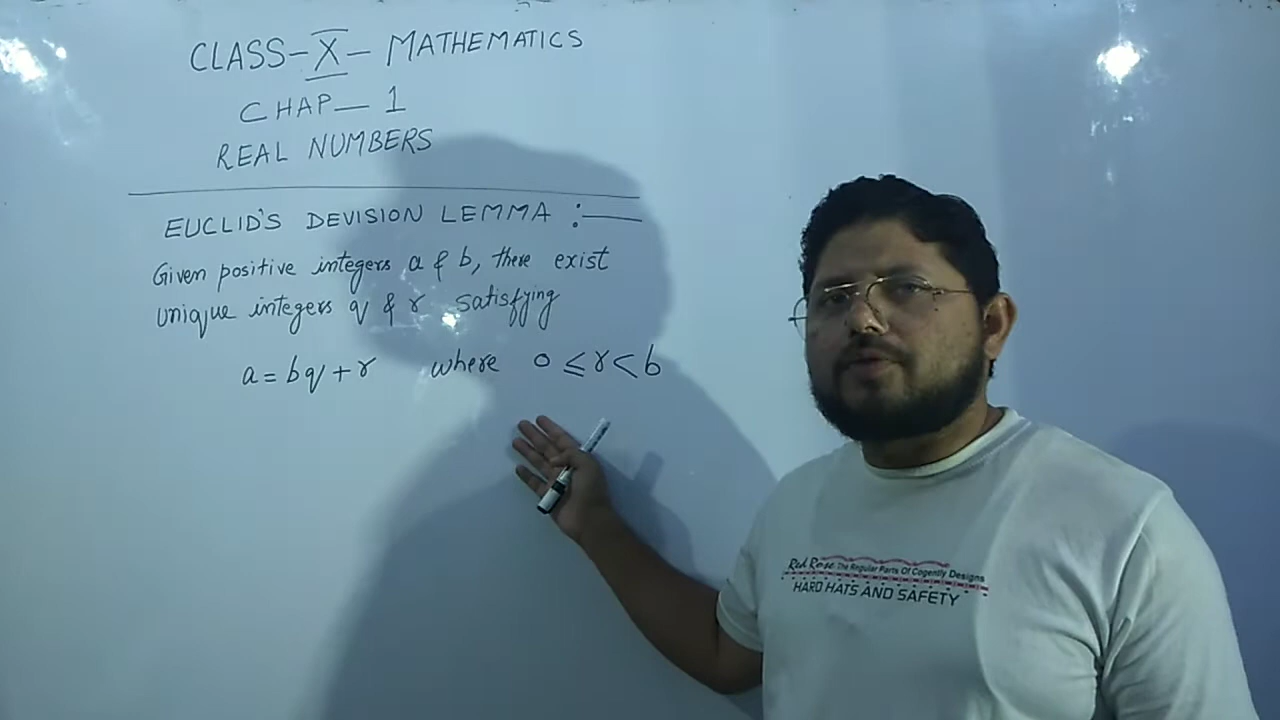 CLASS-X- MATHEMATICS
CHAP-1
REAL NUMBERS
EUCLID'S DEVISION LEMMA :-
Given positive integers a & b, there exist
unique integers q & r satisfying
a = bq + r where 0 ≤ r < b
Red Rose The Regular Parts Of Cogently Designs
HARD HATS AND SAFETY